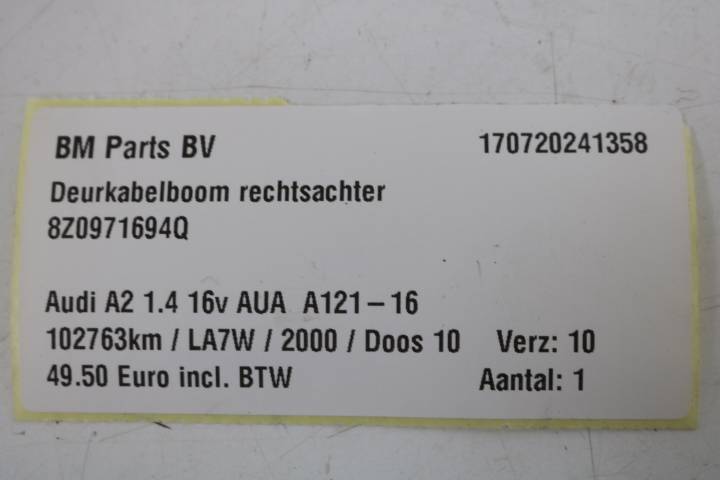 BM Parts BV 170720241358
Deurkabelboom rechtsachter
8Z0971694Q
Audi A2 1.4 16v AUA A121-16
102763km / LA7W / 2000 / Doos 10 Verz: 10
49.50 Euro incl. BTW Aantal: 1